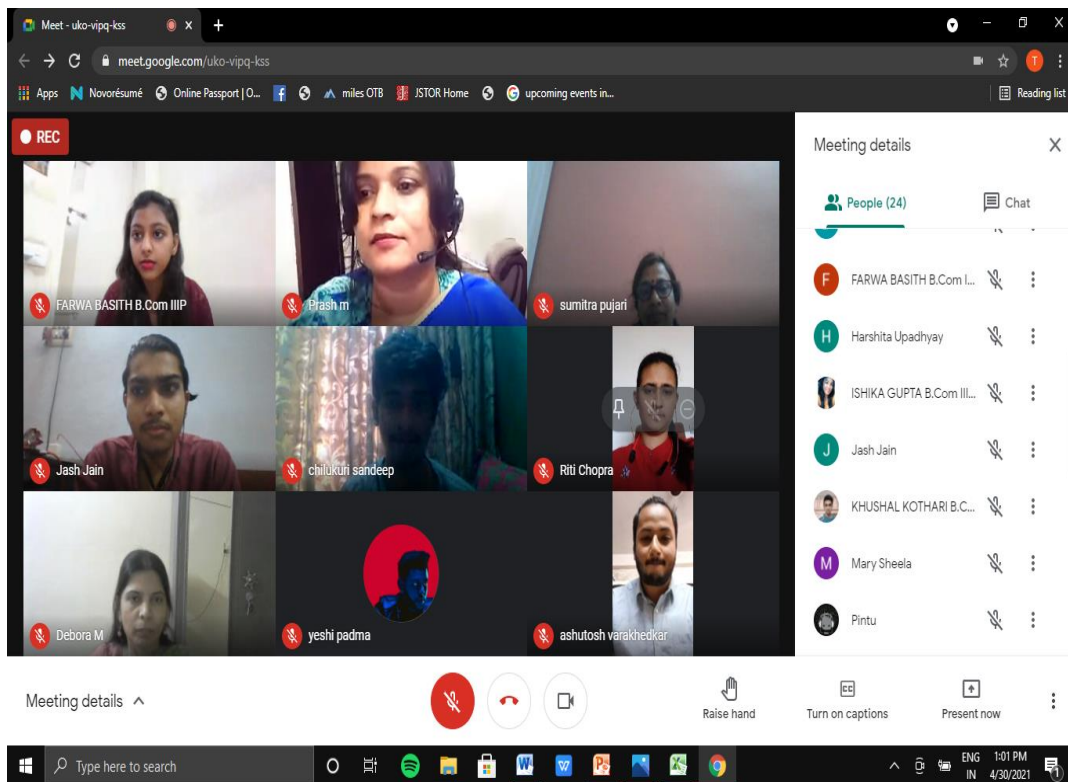 Meet - uko-vipq-kss
meet.google.com/uko-vipq-kss
T
Apps
Novorésumé
Online Passport | O...
miles OTB
JSTOR Home
upcoming events in...
Reading list
REC
FARWA BASITH B.Com IIIP
Prash m
sumitra pujari
Jash Jain
chilukuri sandeep
Riti Chopra
Debora M
yeshi padma
ashutosh varakhedkar
Meeting details
People (24)
Chat
F FARWA BASITH B.Com I...
H Harshita Upadhyay
ISHIKA GUPTA B.Com III...
J Jash Jain
KHUSHAL KOTHARI B.C...
M Mary Sheela
Pintu
Meeting details
Raise hand
CC
Turn on captions
Present now
Type here to search
ENG
IN
1:01 PM
4/30/2021
1